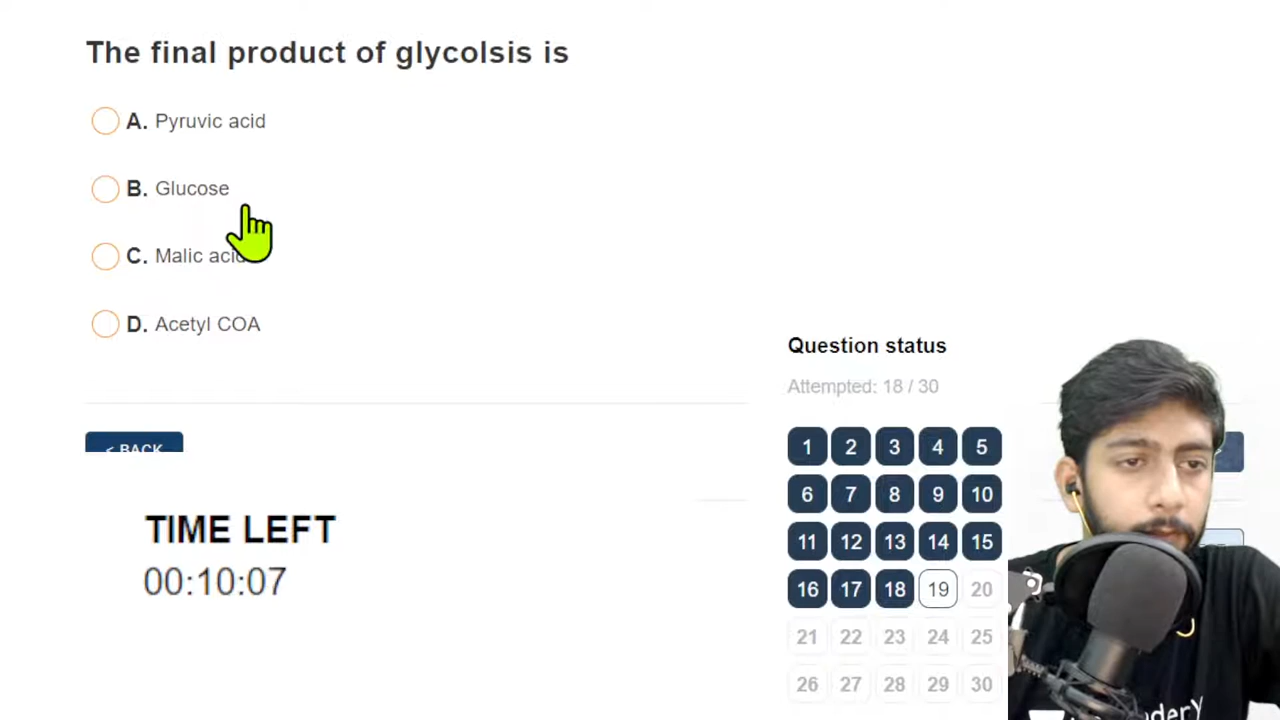 The final product of glycolsis is
A. Pyruvic acid
B. Glucose
C. Malic acid
D. Acetyl COA
Question status
Attempted: 18 / 30
1 2 3 4 5
< BACK
6 7 8 9 10
TIME LEFT
11 12 13 14 15
00:10:07
16 17 18 19 20
21 22 23 24 25
26 27 28 29 30